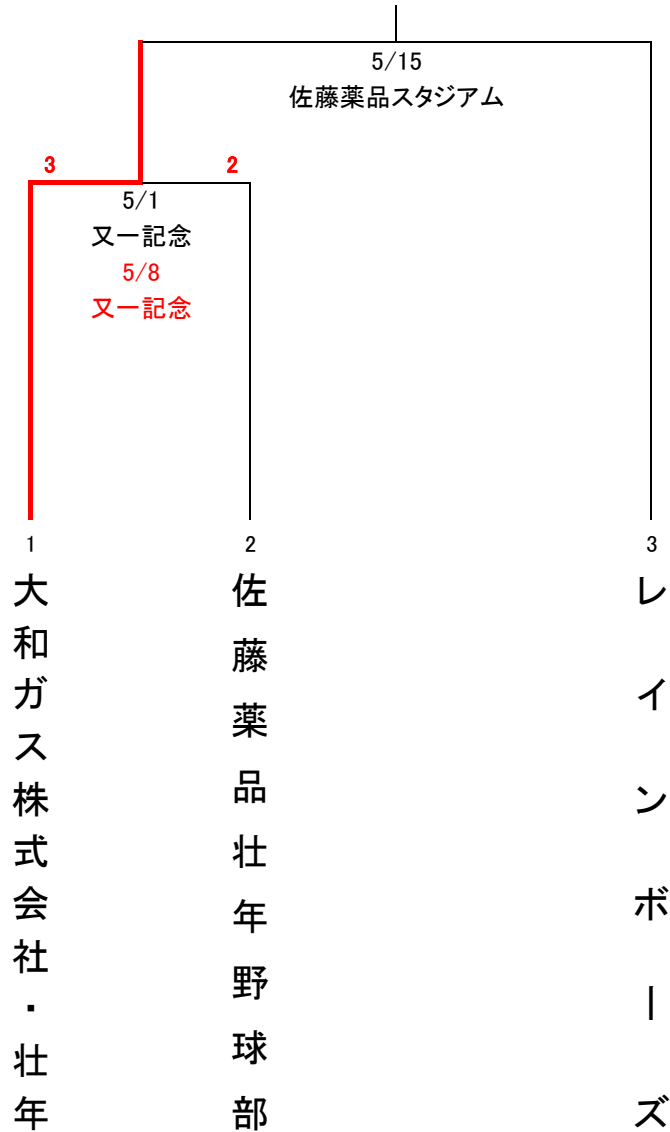 5/15
佐藤薬品スタジアム
3
2
5/1
又一記念
5/8
又一記念
1
2
3
大和ガス株式会社・壮年
佐藤薬品壮年野球部
レインボーズ